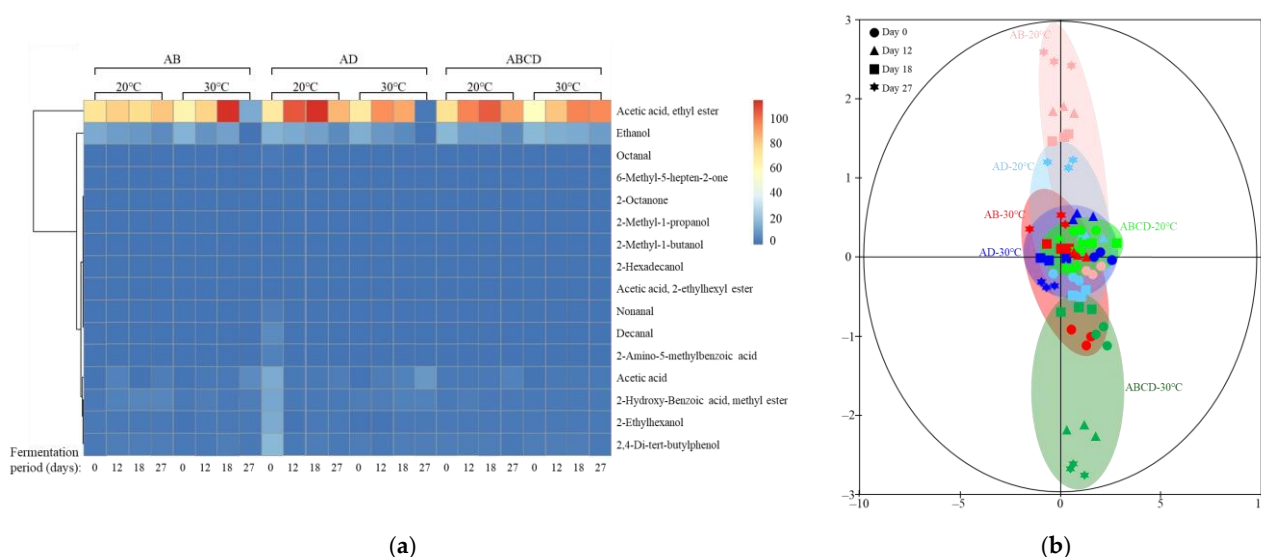 AB AD ABCD
20°C 30°C 20°C 30°C 20°C 30°C
Acetic acid, ethyl ester
Ethanol
Octanal
6-Methyl-5-hepten-2-one
2-Octanone
2-Methyl-1-propanol
2-Methyl-1-butanol
2-Hexadecanol
Acetic acid, 2-ethylhexyl ester
Nonanal
Decanal
2-Amino-5-methylbenzoic acid
Acetic acid
2-Hydroxy-Benzoic acid, methyl ester
2-Ethylhexanol
2,4-Di-tert-butylphenol
100
80
60
40
20
0
Fermentation
period (days): 0 12 18 27 0 12 18 27 0 12 18 27 0 12 18 27 0 12 18 27 0 12 18 27
(a)
3
2
1
0
−1
−2
−3
Day 0
Day 12
Day 18
Day 27
AB-20°C
AD-20°C
AB-30°C
ABCD-20°C
AD-30°C
ABCD-30°C
−10 −5 0 5 1
(b)